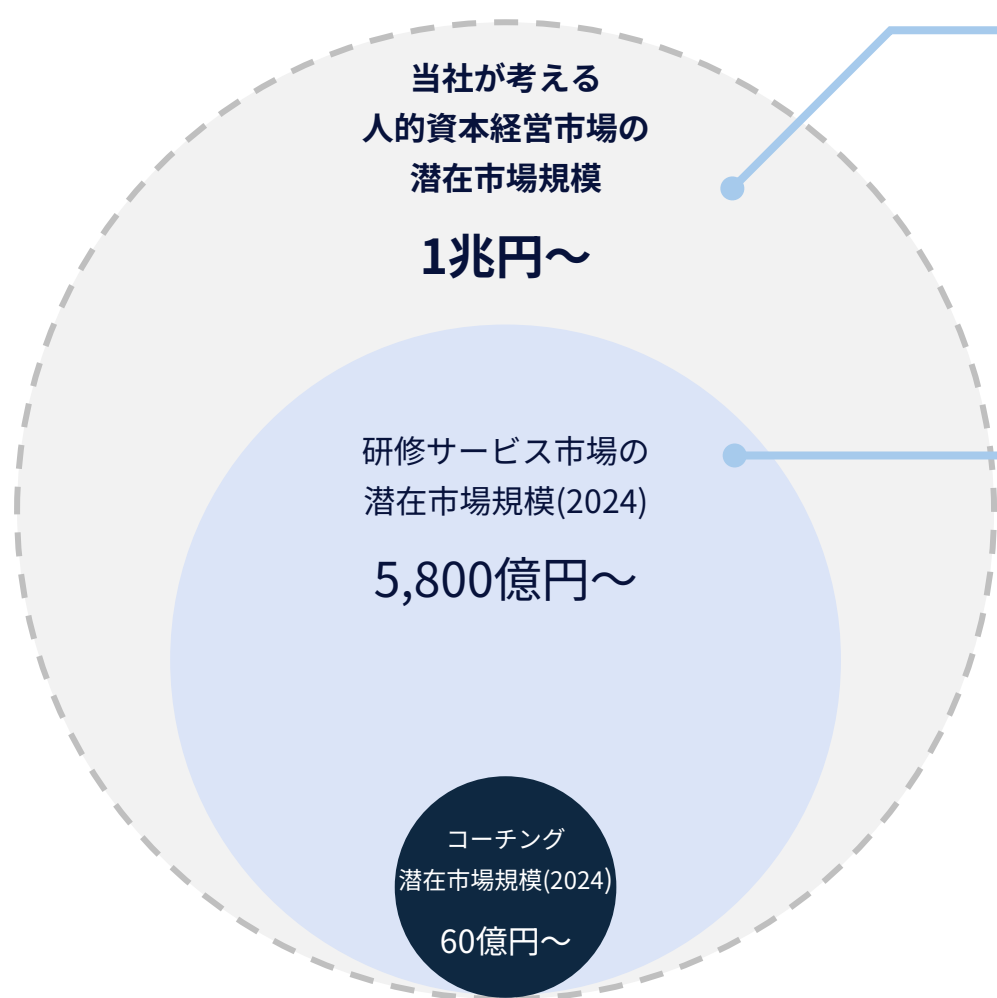 当社が考える
人的資本経営市場の
潜在市場規模
1兆円～
研修サービス市場の
潜在市場規模(2024)
5,800億円～
コーチング
潜在市場規模(2024)
60億円～